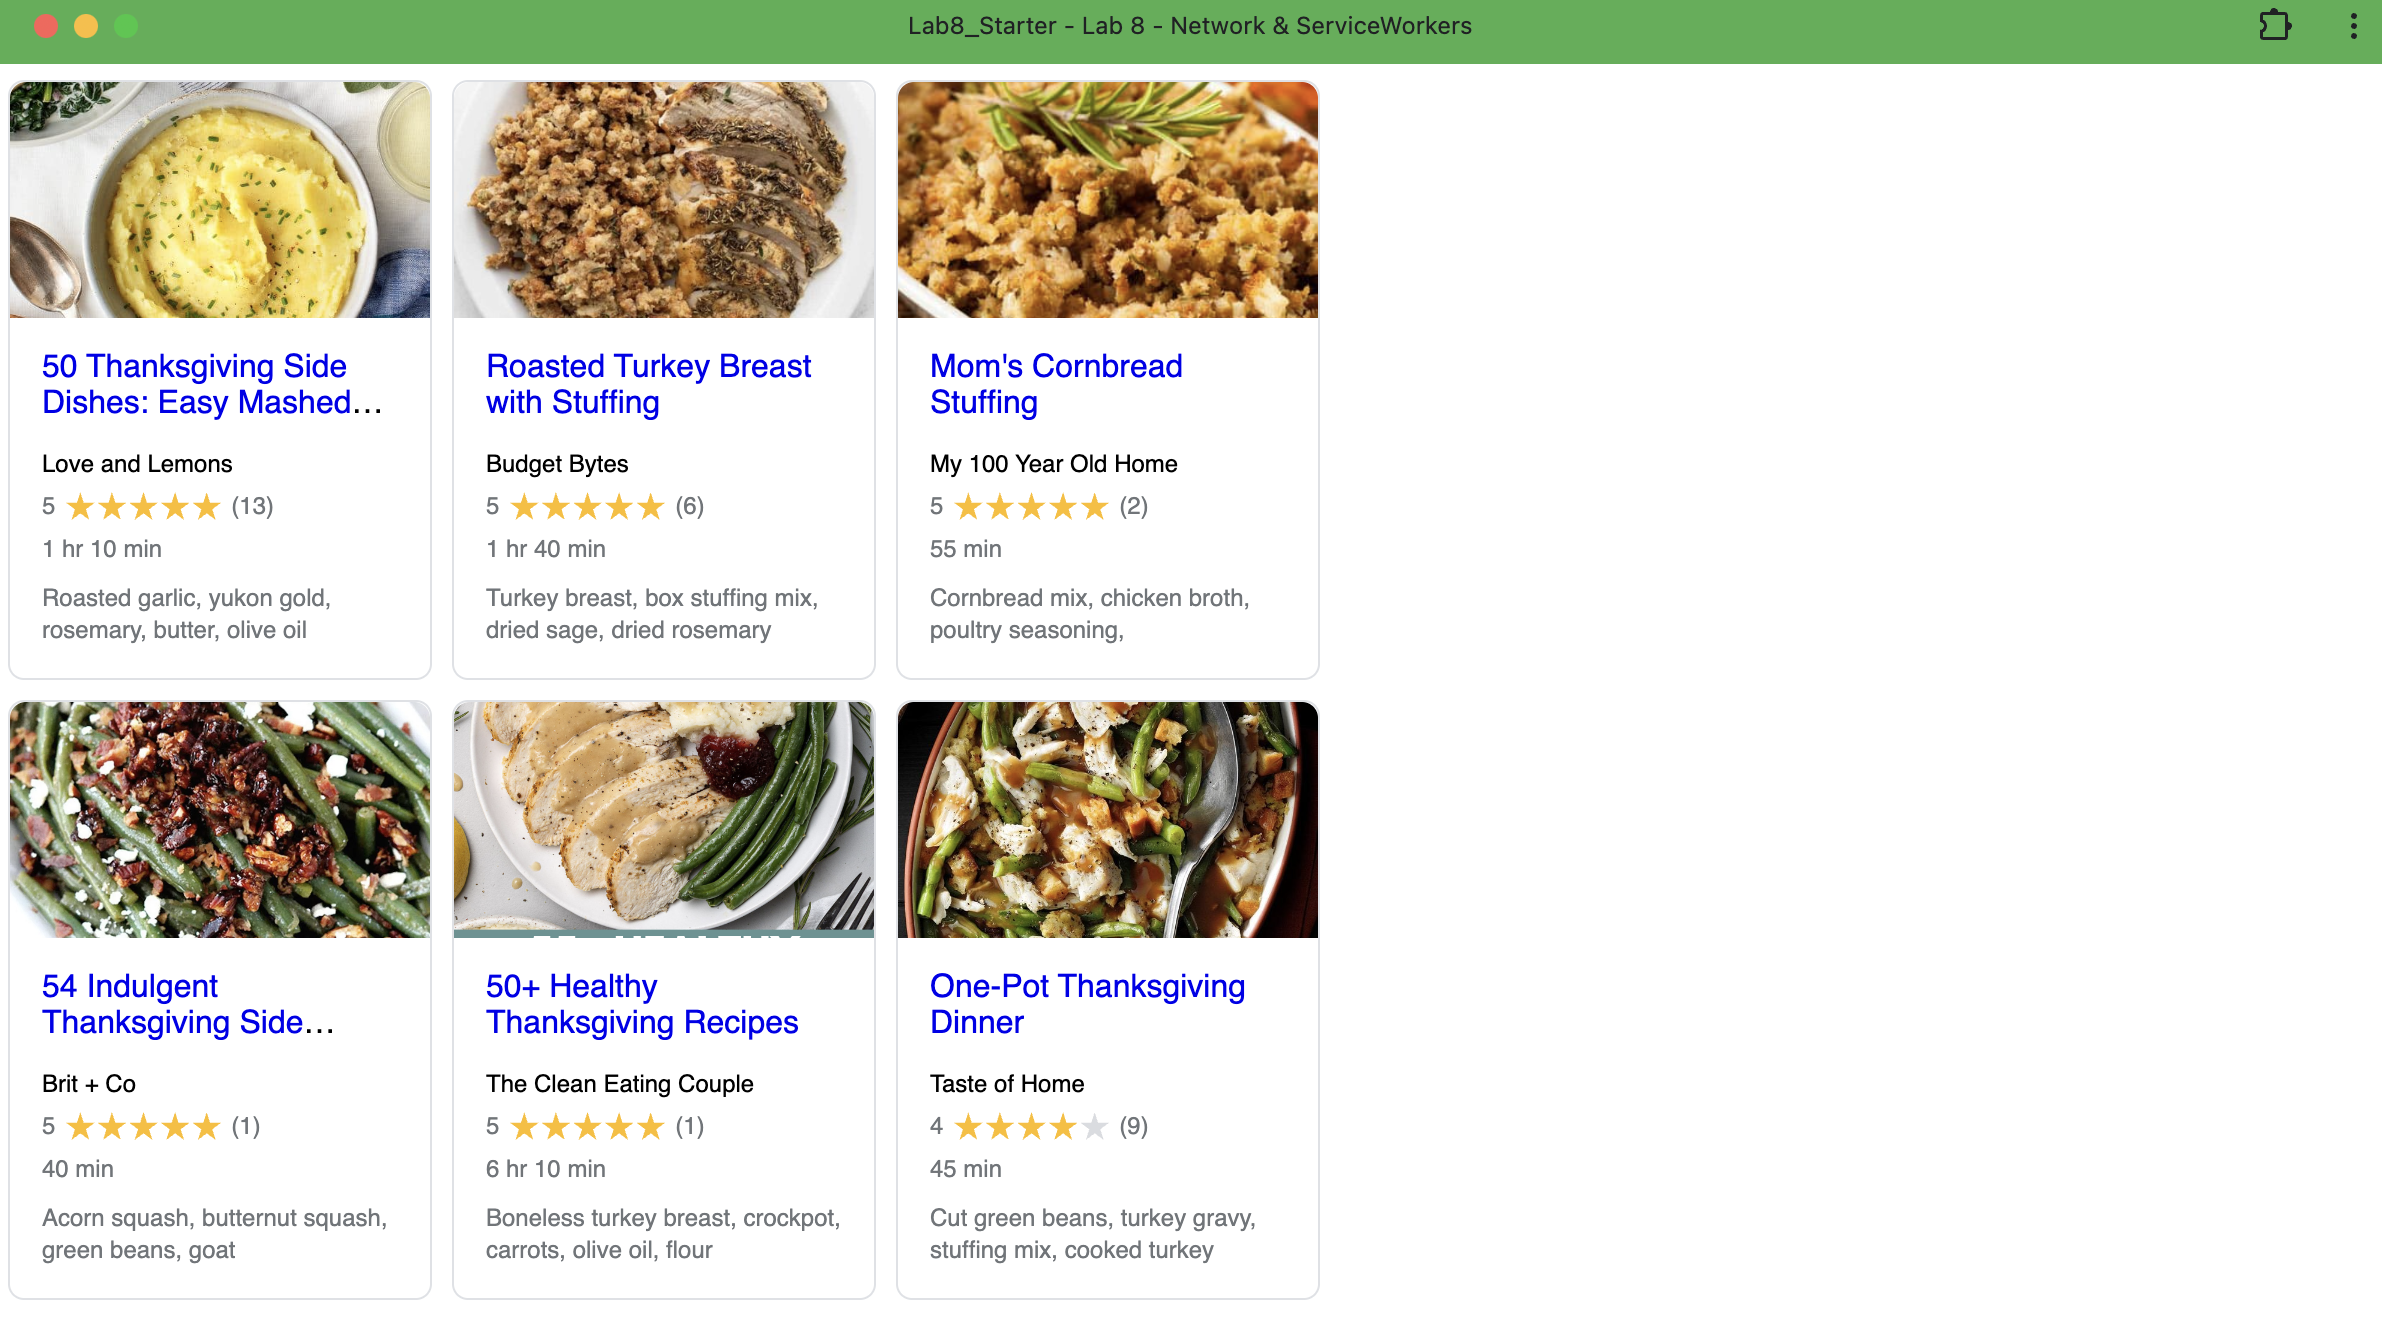 Lab8_Starter - Lab 8 - Network & ServiceWorkers
50 Thanksgiving Side
Dishes: Easy Mashed…
Love and Lemons
5 ★★★★★ (13)
1 hr 10 min
Roasted garlic, yukon gold,
rosemary, butter, olive oil
Roasted Turkey Breast
with Stuffing
Budget Bytes
5 ★★★★★ (6)
1 hr 40 min
Turkey breast, box stuffing mix,
dried sage, dried rosemary
Mom's Cornbread
Stuffing
My 100 Year Old Home
5 ★★★★★ (2)
55 min
Cornbread mix, chicken broth,
poultry seasoning,
54 Indulgent
Thanksgiving Side…
Brit + Co
5 ★★★★★ (1)
40 min
Acorn squash, butternut squash,
green beans, goat
50+ Healthy
Thanksgiving Recipes
The Clean Eating Couple
5 ★★★★★ (1)
6 hr 10 min
Boneless turkey breast, crockpot,
carrots, olive oil, flour
One-Pot Thanksgiving
Dinner
Taste of Home
4 ★★★★★ (9)
45 min
Cut green beans, turkey gravy,
stuffing mix, cooked turkey